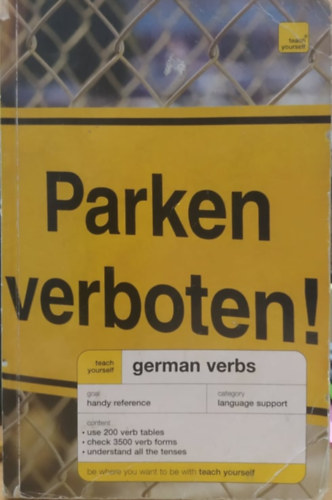 teach
yourself
Parken
verboten!
teach
yourself
german verbs
goal
handy reference
category
language support
content
• use 200 verb tables
• check 3500 verb forms
• understand all the tenses
be where you want to be with teach yourself